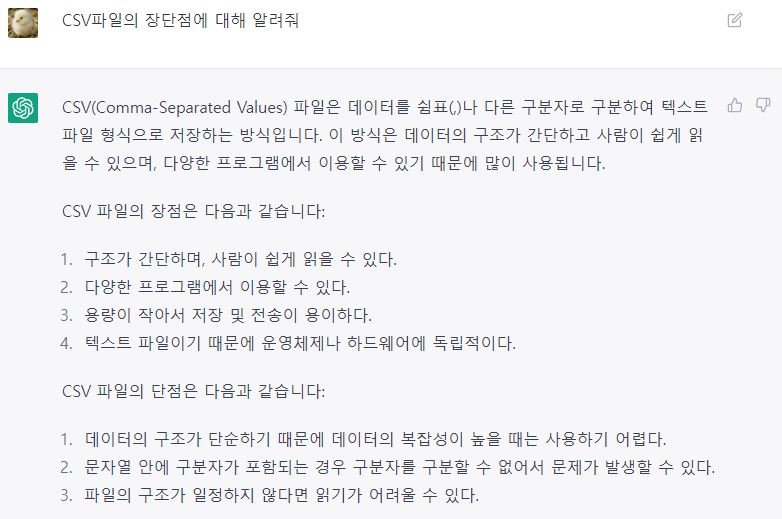 CSV파일의 장단점에 대해 알려줘
CSV(Comma-Separated Values) 파일은 데이터를 쉼표(,)나 다른 구분자로 구분하여 텍스트
파일 형식으로 저장하는 방식입니다. 이 방식은 데이터의 구조가 간단하고 사람이 쉽게 읽
을 수 있으며, 다양한 프로그램에서 이용할 수 있기 때문에 많이 사용됩니다.
CSV 파일의 장점은 다음과 같습니다:
1. 구조가 간단하며, 사람이 쉽게 읽을 수 있다.
2. 다양한 프로그램에서 이용할 수 있다.
3. 용량이 작아서 저장 및 전송이 용이하다.
4. 텍스트 파일이기 때문에 운영체제나 하드웨어에 독립적이다.
CSV 파일의 단점은 다음과 같습니다:
1. 데이터의 구조가 단순하기 때문에 데이터의 복잡성이 높을 때는 사용하기 어렵다.
2. 문자열 안에 구분자가 포함되는 경우 구분자를 구분할 수 없어서 문제가 발생할 수 있다.
3. 파일의 구조가 일정하지 않다면 읽기가 어려울 수 있다.